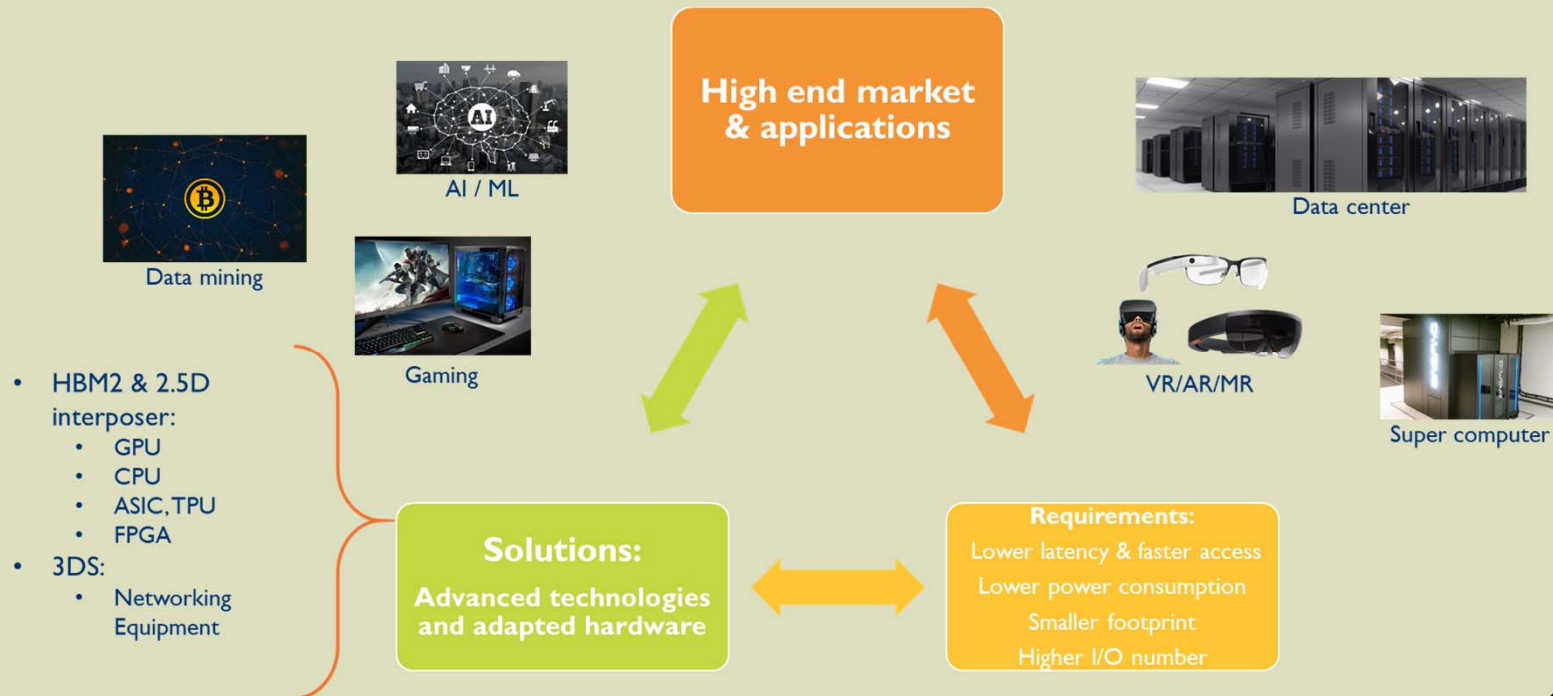 High end market
& applications
AI
AI / ML
Data mining
Gaming
Data center
VR/AR/MR
Super computer
• HBM2 & 2.5D
interposer:
• GPU
• CPU
• ASIC, TPU
• FPGA
• 3DS:
• Networking
Equipment
Solutions:
Advanced technologies
and adapted hardware
Requirements:
Lower latency & faster access
Lower power consumption
Smaller footprint
Higher I/O number